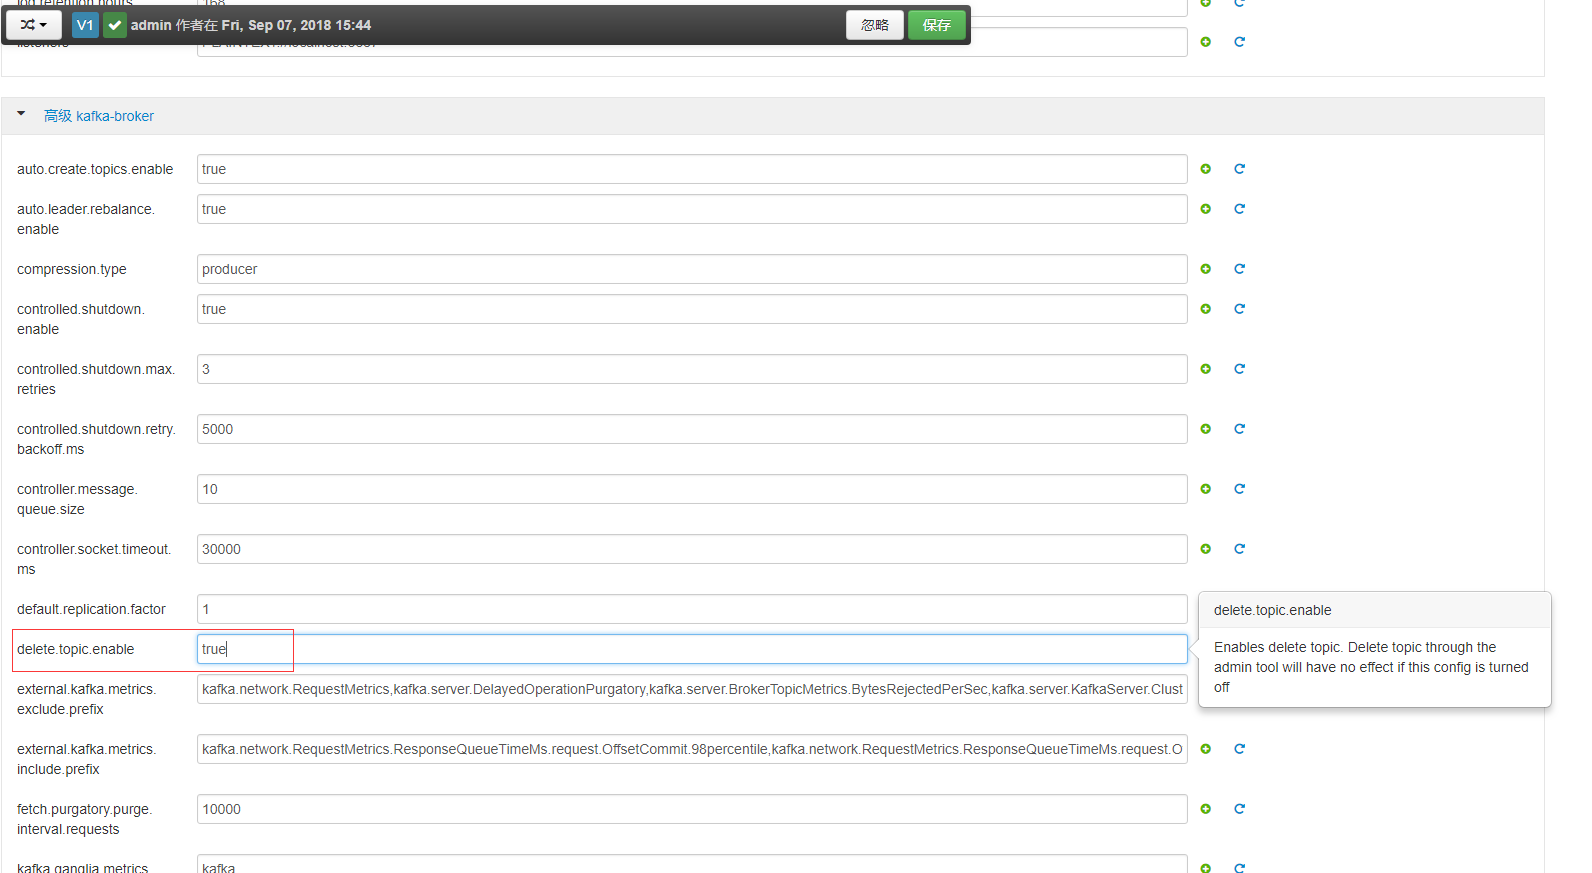 log.retention.hours
168
V1
admin 作者在 Fri, Sep 07, 2018 15:44
忽略
保存
listeners
高级 kafka-broker
auto.create.topics.enable
true
auto.leader.rebalance.
enable
true
compression.type
producer
controlled.shutdown.
enable
true
controlled.shutdown.max.
retries
3
controlled.shutdown.retry.
backoff.ms
5000
controller.message.
queue.size
10
controller.socket.timeout.
ms
30000
default.replication.factor
1
delete.topic.enable
true
delete.topic.enable
Enables delete topic. Delete topic through the
admin tool will have no effect if this config is turned
off
external.kafka.metrics.
exclude.prefix
kafka.network.RequestMetrics,kafka.server.DelayedOperationPurgatory,kafka.server.BrokerTopicMetrics.BytesRejectedPerSec,kafka.server.KafkaServer.Clust
external.kafka.metrics.
include.prefix
kafka.network.RequestMetrics.ResponseQueueTimeMs.request.OffsetCommit.98percentile,kafka.network.RequestMetrics.ResponseQueueTimeMs.request.O
fetch.purgatory.purge.
interval.requests
10000
kafka.ganglia.metrics.
kafka